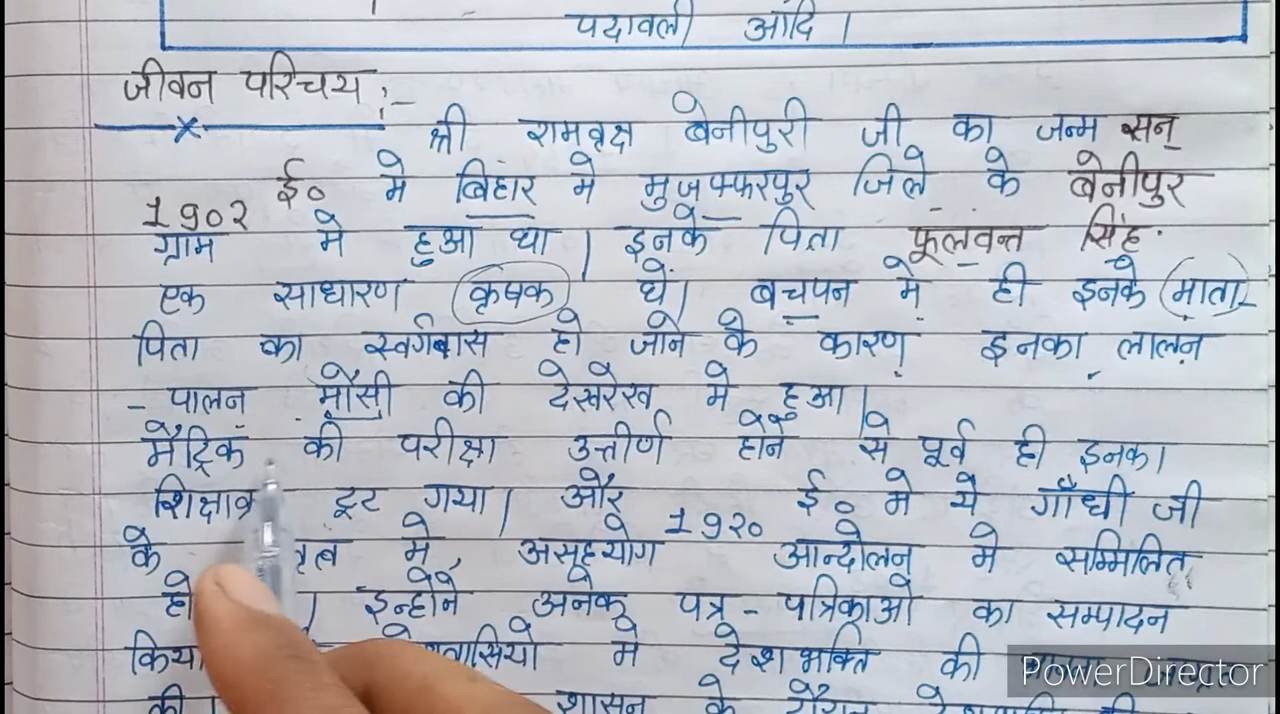 पदावली आदि।
जीवन परिचय :-
श्री रामवृक्ष बेनीपुरी जी का जन्म सन्
1902 ई० मे बिहार मे मुजफ्फरपुर जिले के बेनीपुर
ग्राम मे हुआ था। इनके पिता फूलवन्त सिंह
एक साधारण कृषक थें। बचपन मे ही इनके माता-
पिता का स्वर्गबास हो जाने के कारण इनका लालन
- पालन मौसी की देखरेख मे हुआ।
मैट्रिक की परीक्षा उत्तीर्ण होने से पूर्व ही इनका
टूट गया। और 1920 ई० मे ये गाँधी जी
के मे असहयोग आन्दोलन मे सम्मिलित
हो इन्होने अनेक पत्र - पत्रिकाओ का सम्पादन
मे देशभक्ति की
की शासन के
PowerDirector